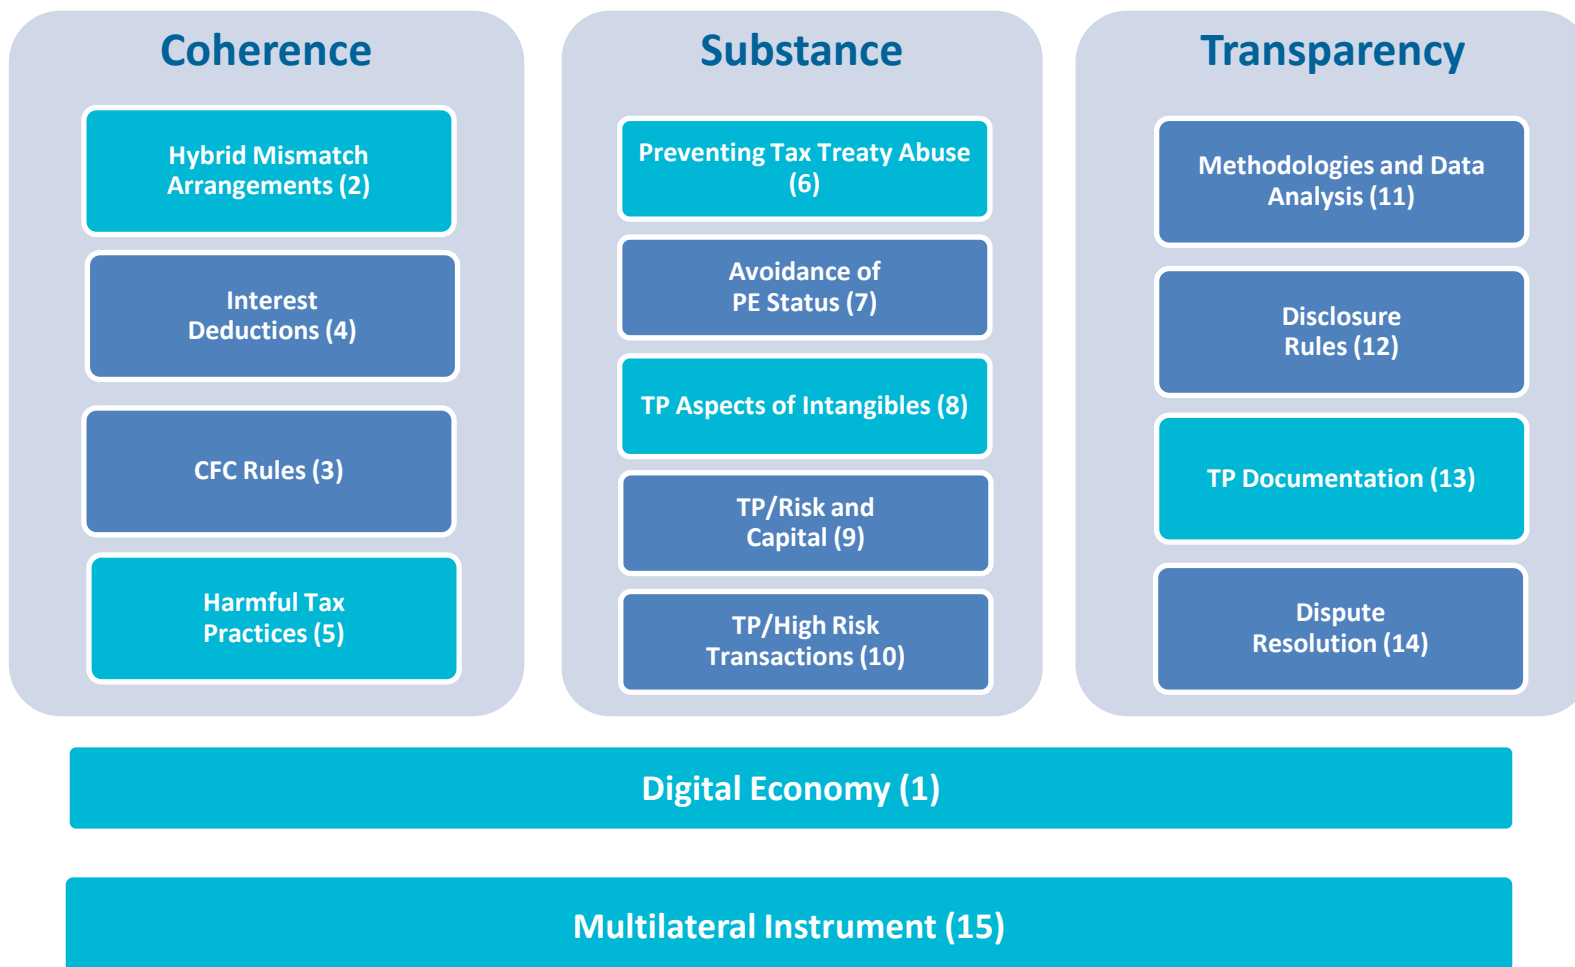 Coherence
Hybrid Mismatch
Arrangements (2)
Interest
Deductions (4)
CFC Rules (3)
Harmful Tax
Practices (5)
Substance
Preventing Tax Treaty Abuse
(6)
Avoidance of
PE Status (7)
TP Aspects of Intangibles (8)
TP/Risk and
Capital (9)
TP/High Risk
Transactions (10)
Transparency
Methodologies and Data
Analysis (11)
Disclosure
Rules (12)
TP Documentation (13)
Dispute
Resolution (14)
Digital Economy (1)
Multilateral Instrument (15)